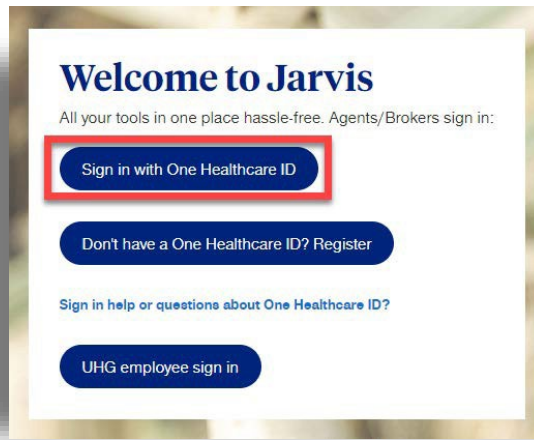 Welcome to Jarvis
All your tools in one place hassle-free. Agents/Brokers sign in:
Sign in with One Healthcare ID
Don't have a One Healthcare ID? Register
Sign in help or questions about One Healthcare ID?
UHG employee sign in